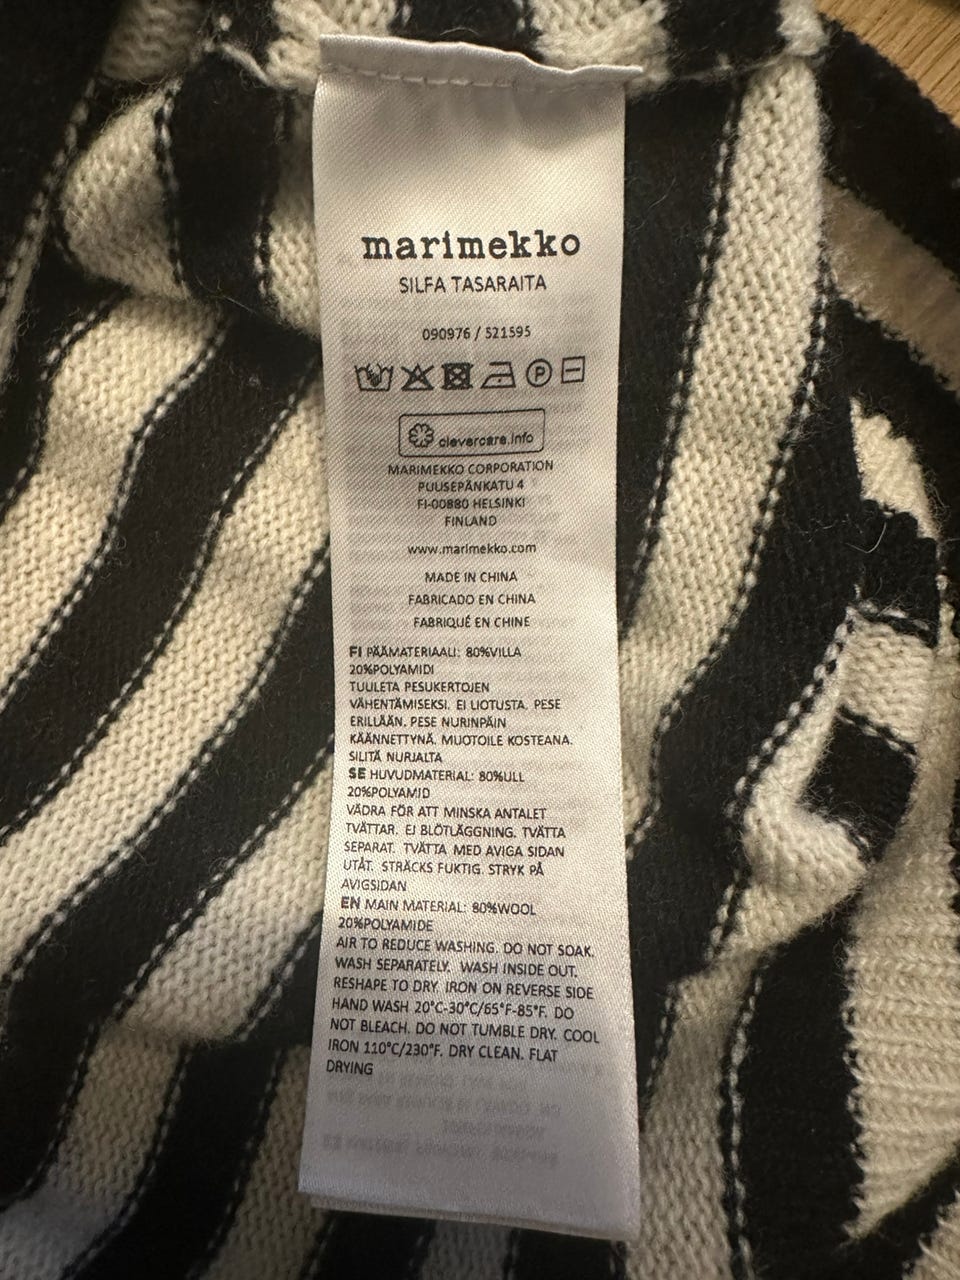 marimekko
SILFA TASARAITA
090976 / 521595
P
clevercare.info
MARIMEKKO CORPORATION
PUUSEPÄNKATU 4
FI-00880 HELSINKI
FINLAND
www.marimekko.com
MADE IN CHINA
FABRICADO EN CHINA
FABRIQUÉ EN CHINE
FI PÄÄMATERIAALI: 80%VILLA
20%POLYAMIDI
TUULETA PESUKERTOJEN
VÄHENTÄMISEKSI. EI LIOTUSTA. PESE
ERILLÄÄN. PESE NURINPÄIN
KÄÄNNETTYNÄ. MUOTOILE KOSTEANA.
SILITÄ NURJALTA
SE HUVUDMATERIAL: 80%ULL
20%POLYAMID
VÄDRA FÖR ATT MINSKA ANTALET
TVÄTTAR. EJ BLÖTLÄGGNING. TVÄTTA
SEPARAT. TVÄTTA MED AVIGA SIDAN
UTÅT. STRÄCKS FUKTIG. STRYK PÅ
AVIGSIDAN
EN MAIN MATERIAL: 80%WOOL
20%POLYAMIDE
AIR TO REDUCE WASHING. DO NOT SOAK.
WASH SEPARATELY. WASH INSIDE OUT.
RESHAPE TO DRY. IRON ON REVERSE SIDE
HAND WASH 20°C-30°C/65°F-85°F. DO
NOT BLEACH. DO NOT TUMBLE DRY. COOL
IRON 110°C/230°F. DRY CLEAN. FLAT
DRYING